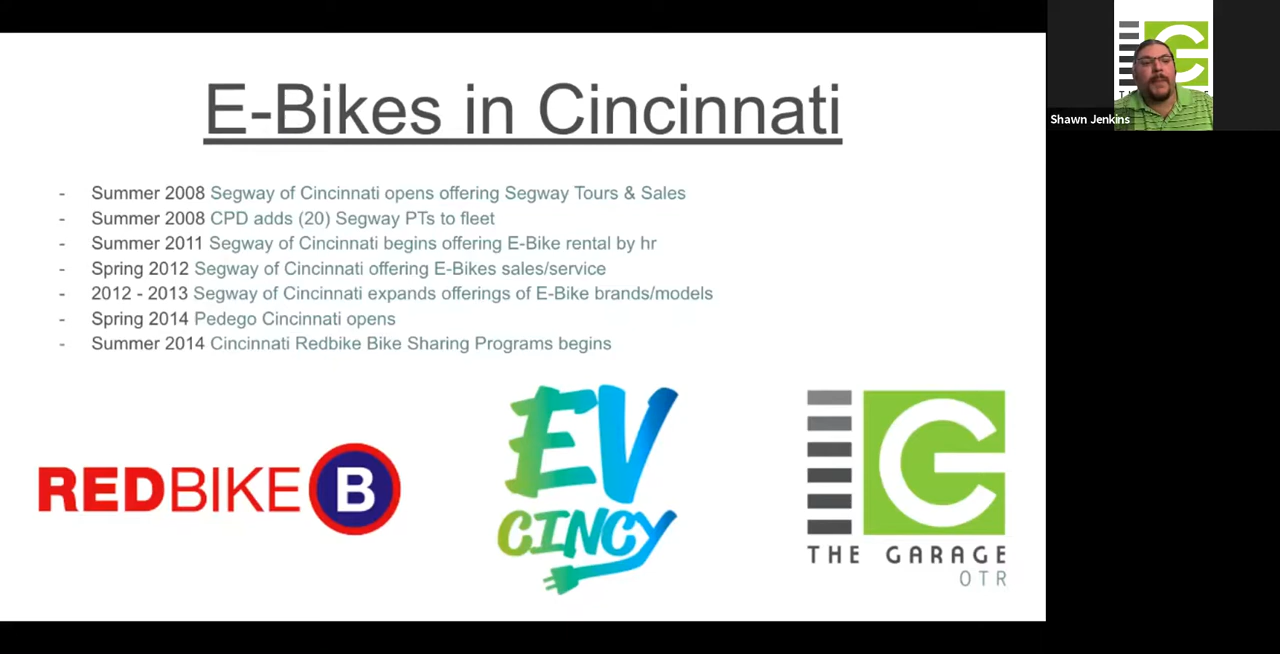 E-Bikes in Cincinnati
- Summer 2008 Segway of Cincinnati opens offering Segway Tours & Sales
- Summer 2008 CPD adds (20) Segway PTs to fleet
- Summer 2011 Segway of Cincinnati begins offering E-Bike rental by hr
- Spring 2012 Segway of Cincinnati offering E-Bikes sales/service
- 2012 - 2013 Segway of Cincinnati expands offerings of E-Bike brands/models
- Spring 2014 Pedego Cincinnati opens
- Summer 2014 Cincinnati Redbike Bike Sharing Programs begins
REDBIKE B
EV
CINCY
G
THE GARAGE
OTR
G
TH E
Shawn Jenkins